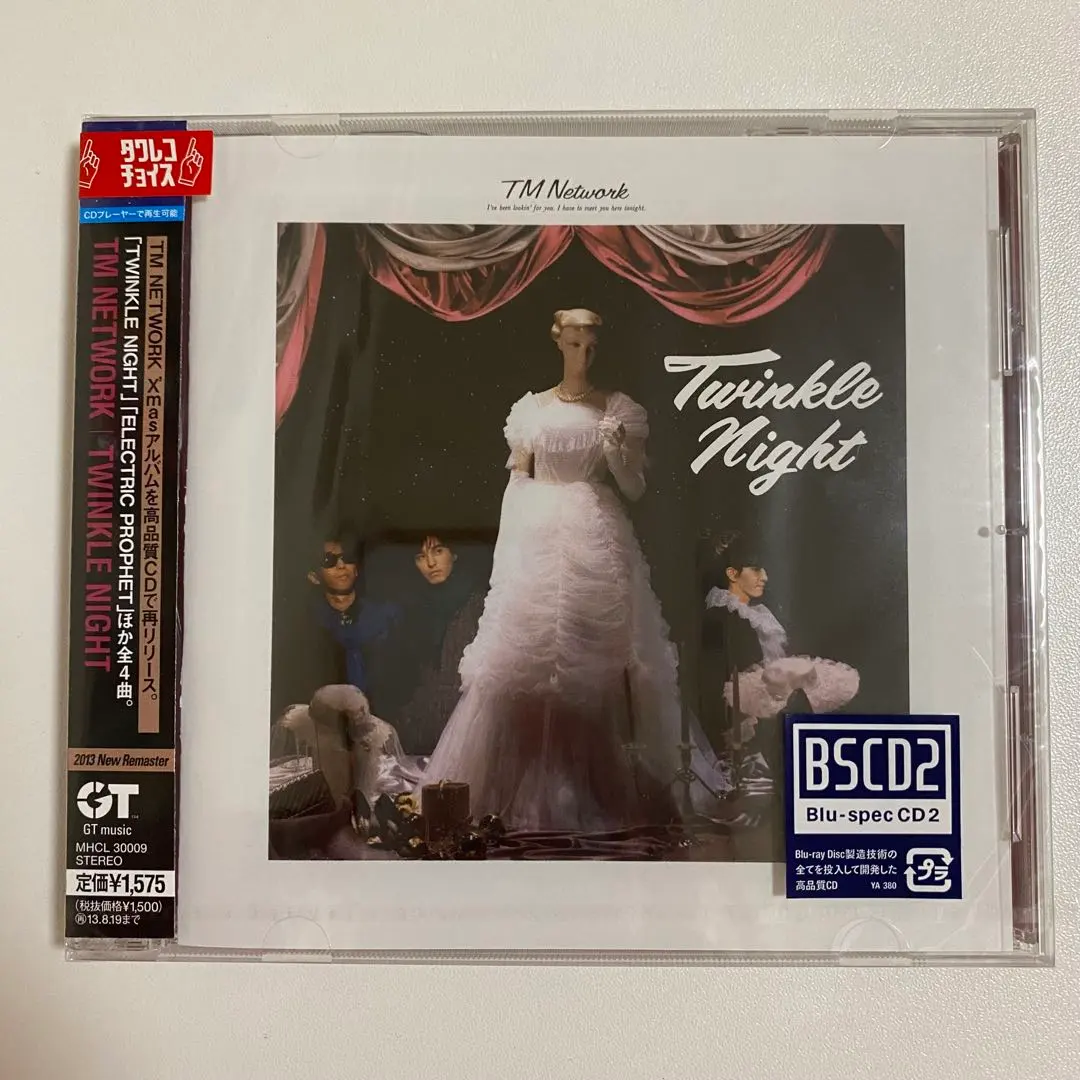 タワレコ
チョイス
CDプレーヤーで再生可能
TM NETWORK X'masアルバムを高品質CDで再リリース。
「TWINKLE NIGHT」「ELECTRIC PROPHET」ほか全4曲。
TM NETWORK | TWINKLE NIGHT
2013 New Remaster
GT
GT music
MHCL 30009
STEREO
定価¥1,575
(税抜価格¥1,500)
再13.8.19まで
TM Network
I've been lookin' for you. I have to meet you here tonight.
Twinkle
Night
BSCD2
Blu-spec CD2
Blu-ray Disc製造技術の
全てを投入して開発した
高品質CD YA 380
プラ